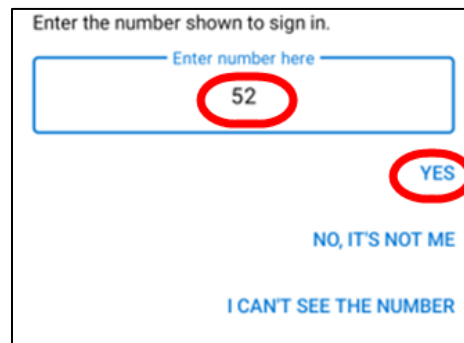 Enter the number shown to sign in.
Enter number here
52
YES
NO, IT'S NOT ME
I CAN'T SEE THE NUMBER